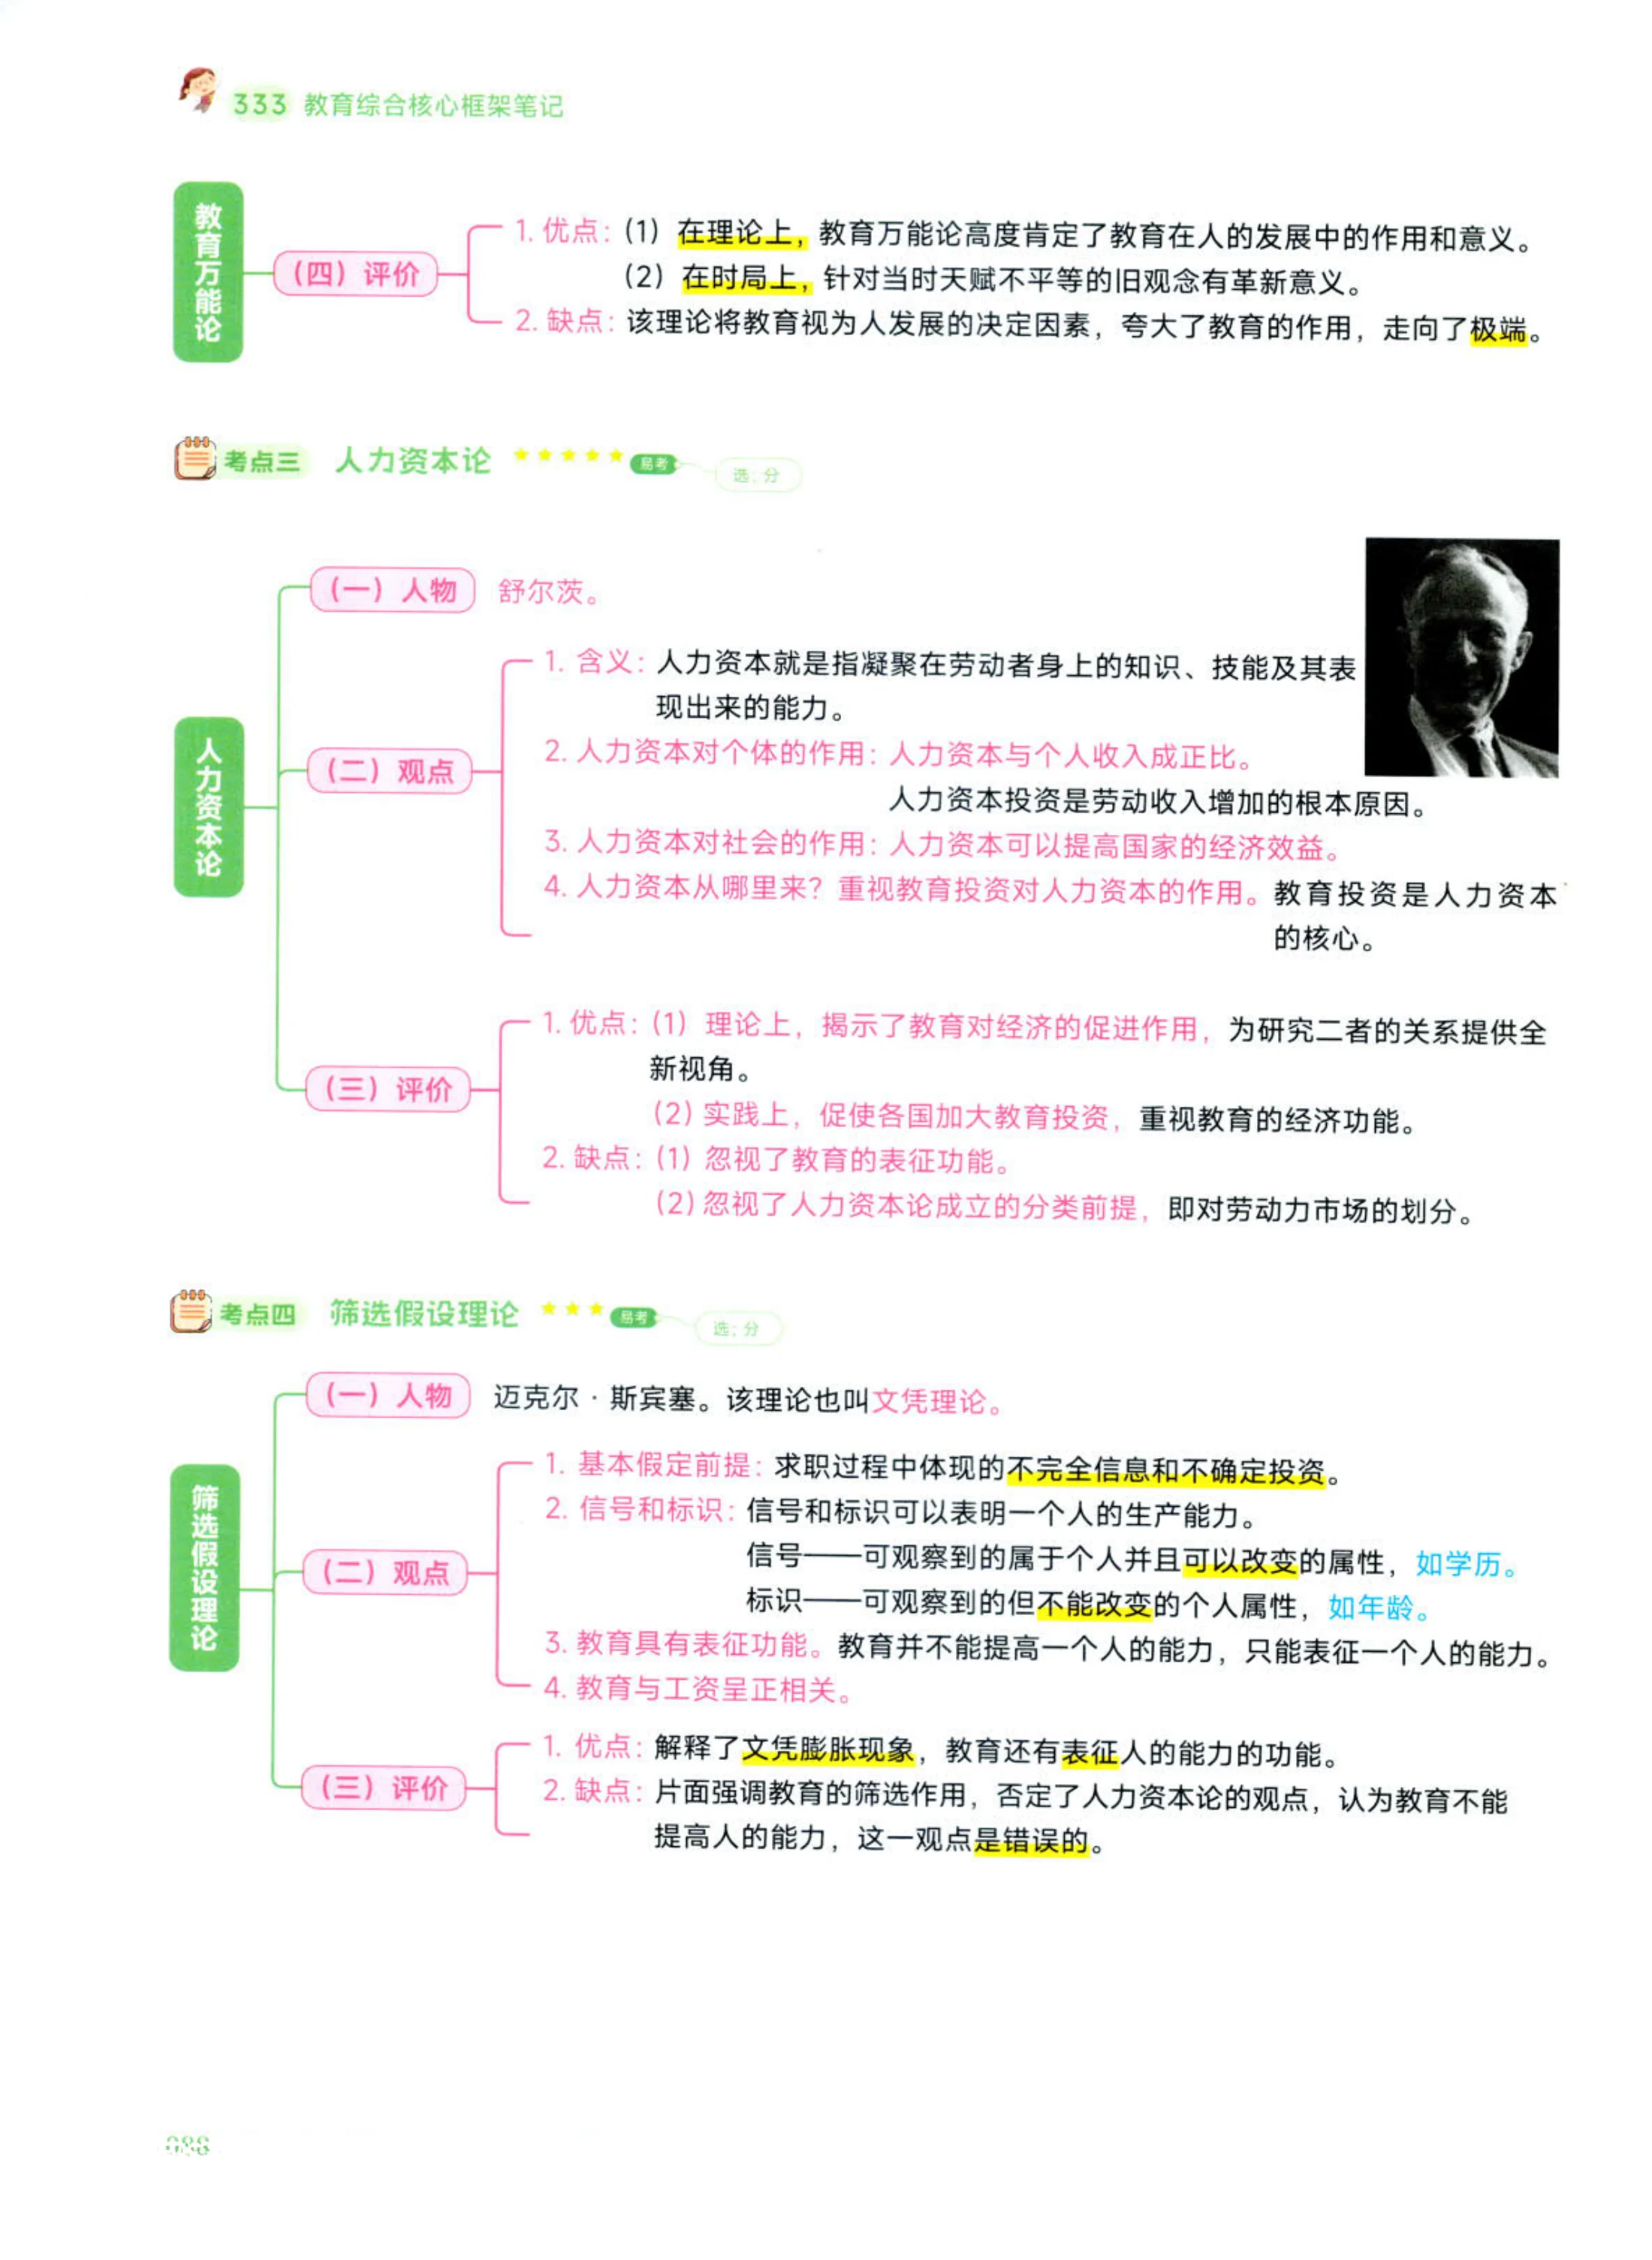 333 教育综合核心框架笔记
教育万能论
（四）评价
1. 优点：（1）在理论上，教育万能论高度肯定了教育在人的发展中的作用和意义。
（2）在时局上，针对当时天赋不平等的旧观念有革新意义。
2. 缺点：该理论将教育视为人发展的决定因素，夸大了教育的作用，走向了极端。
考点三 人力资本论 ★★★★★ 易考 选；分
人力资本论
（一）人物 舒尔茨。
（二）观点
1. 含义：人力资本就是指凝聚在劳动者身上的知识、技能及其表
现出来的能力。
2. 人力资本对个体的作用：人力资本与个人收入成正比。
人力资本投资是劳动收入增加的根本原因。
3. 人力资本对社会的作用：人力资本可以提高国家的经济效益。
4. 人力资本从哪里来？重视教育投资对人力资本的作用。教育投资是人力资本
的核心。
（三）评价
1. 优点：（1）理论上，揭示了教育对经济的促进作用，为研究二者的关系提供全
新视角。
（2）实践上，促使各国加大教育投资，重视教育的经济功能。
2. 缺点：（1）忽视了教育的表征功能。
（2）忽视了人力资本论成立的分类前提，即对劳动力市场的划分。
考点四 筛选假设理论 ★★★ 易考 选；分
筛选假设理论
（一）人物 迈克尔·斯宾塞。该理论也叫文凭理论。
（二）观点
1. 基本假定前提：求职过程中体现的不完全信息和不确定投资。
2. 信号和标识：信号和标识可以表明一个人的生产能力。
信号——可观察到的属于个人并且可以改变的属性，如学历。
标识——可观察到的但不能改变的个人属性，如年龄。
3. 教育具有表征功能。教育并不能提高一个人的能力，只能表征一个人的能力。
4. 教育与工资呈正相关。
（三）评价
1. 优点：解释了文凭膨胀现象，教育还有表征人的能力的功能。
2. 缺点：片面强调教育的筛选作用，否定了人力资本论的观点，认为教育不能
提高人的能力，这一观点是错误的。